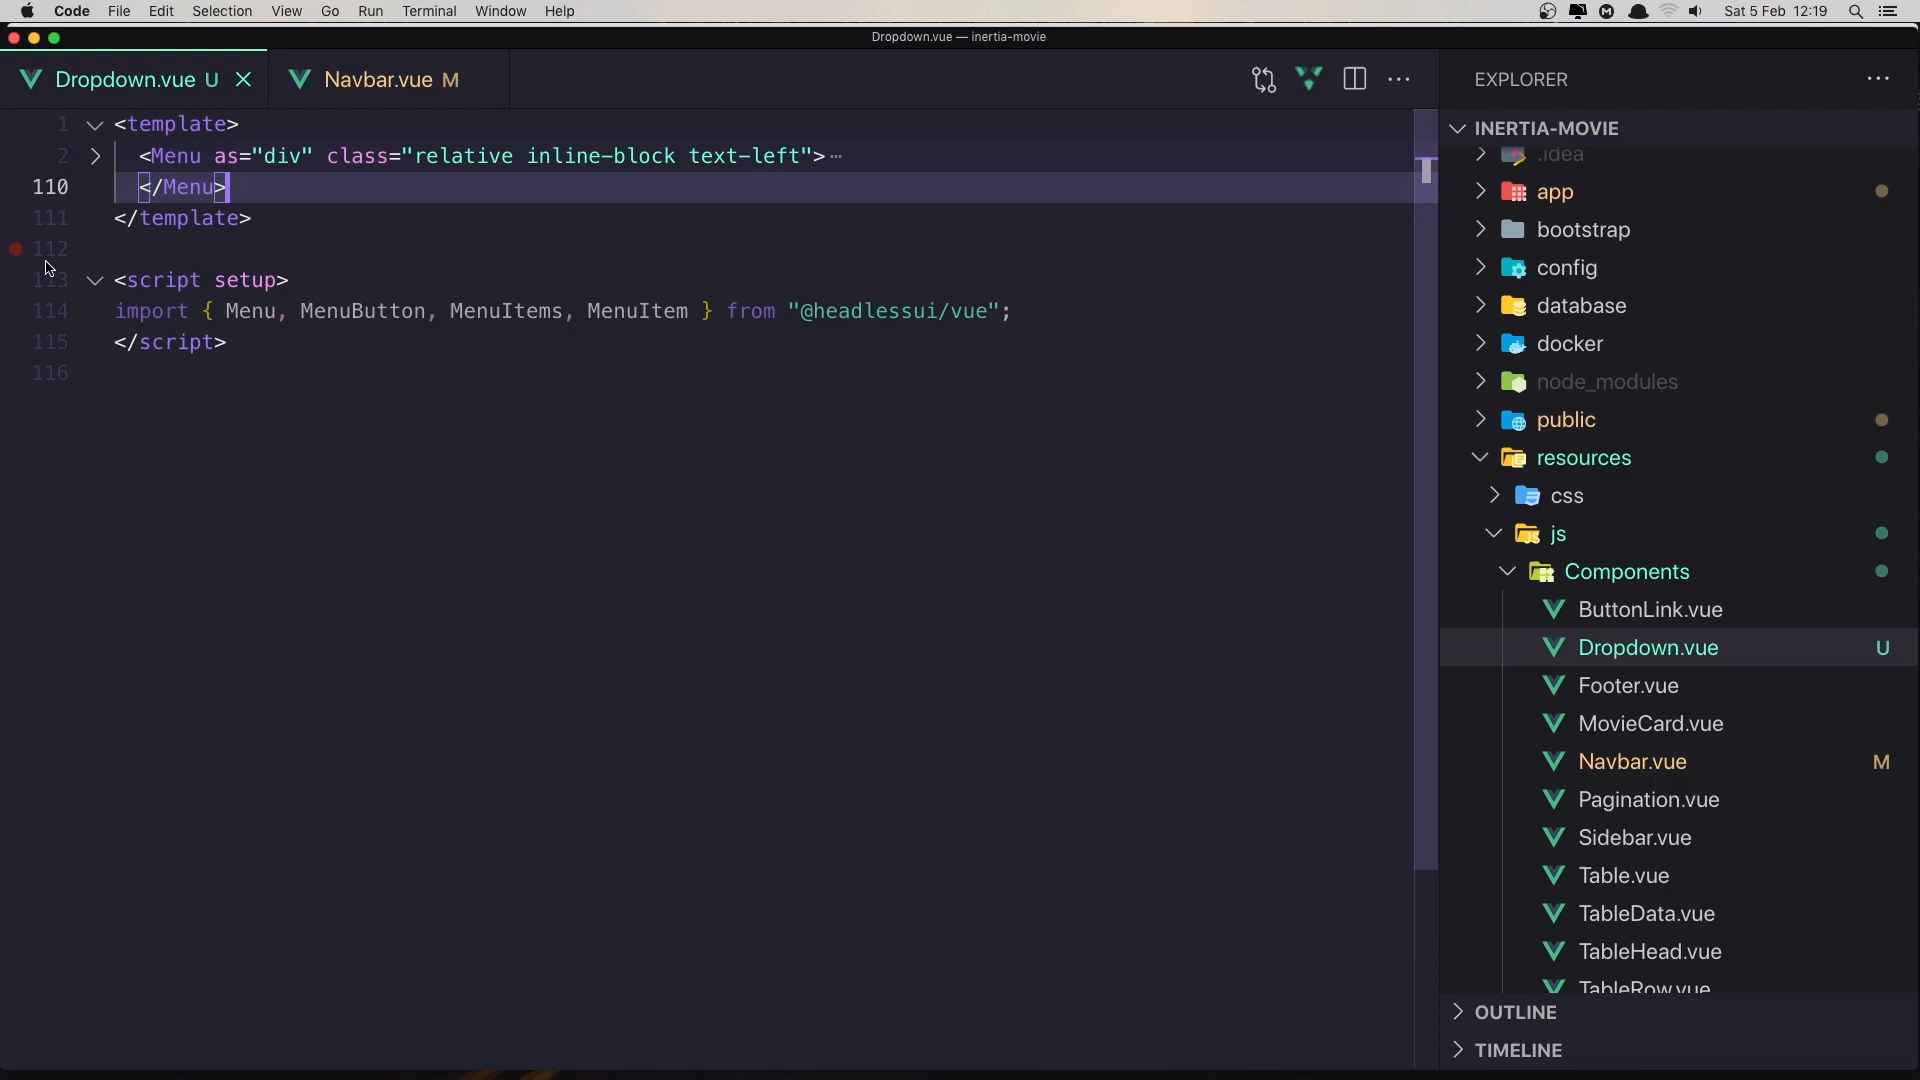 Code File Edit Selection View Go Run Terminal Window Help Sat 5 Feb 12:19
Dropdown.vue — inertia-movie
Dropdown.vue U Navbar.vue M
1 <template>
2 <Menu as="div" class="relative inline-block text-left">
110 </Menu>
111 </template>
112
113 <script setup>
114 import { Menu, MenuButton, MenuItems, MenuItem } from "@headlessui/vue";
115 </script>
116
EXPLORER
INERTIA-MOVIE
.idea
app
bootstrap
config
database
docker
node_modules
public
resources
css
js
Components
ButtonLink.vue
Dropdown.vue U
Footer.vue
MovieCard.vue
Navbar.vue M
Pagination.vue
Sidebar.vue
Table.vue
TableData.vue
TableHead.vue
TableRow.vue
OUTLINE
TIMELINE